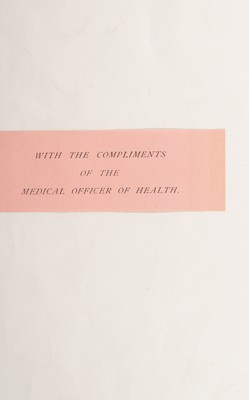 WITH THE COMPLIMENTS
OF THE
MEDICAL OFFICER OF HEALTH.